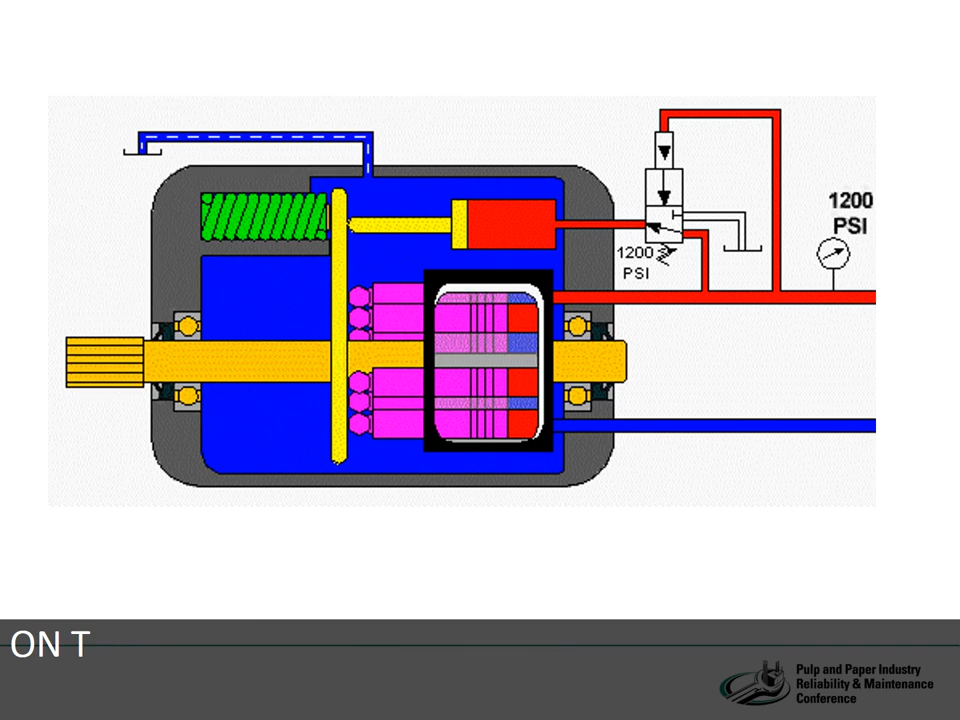 1200
PSI
1200
PSI
ON T
Pulp and Paper Industry
Reliability & Maintenance
Conference